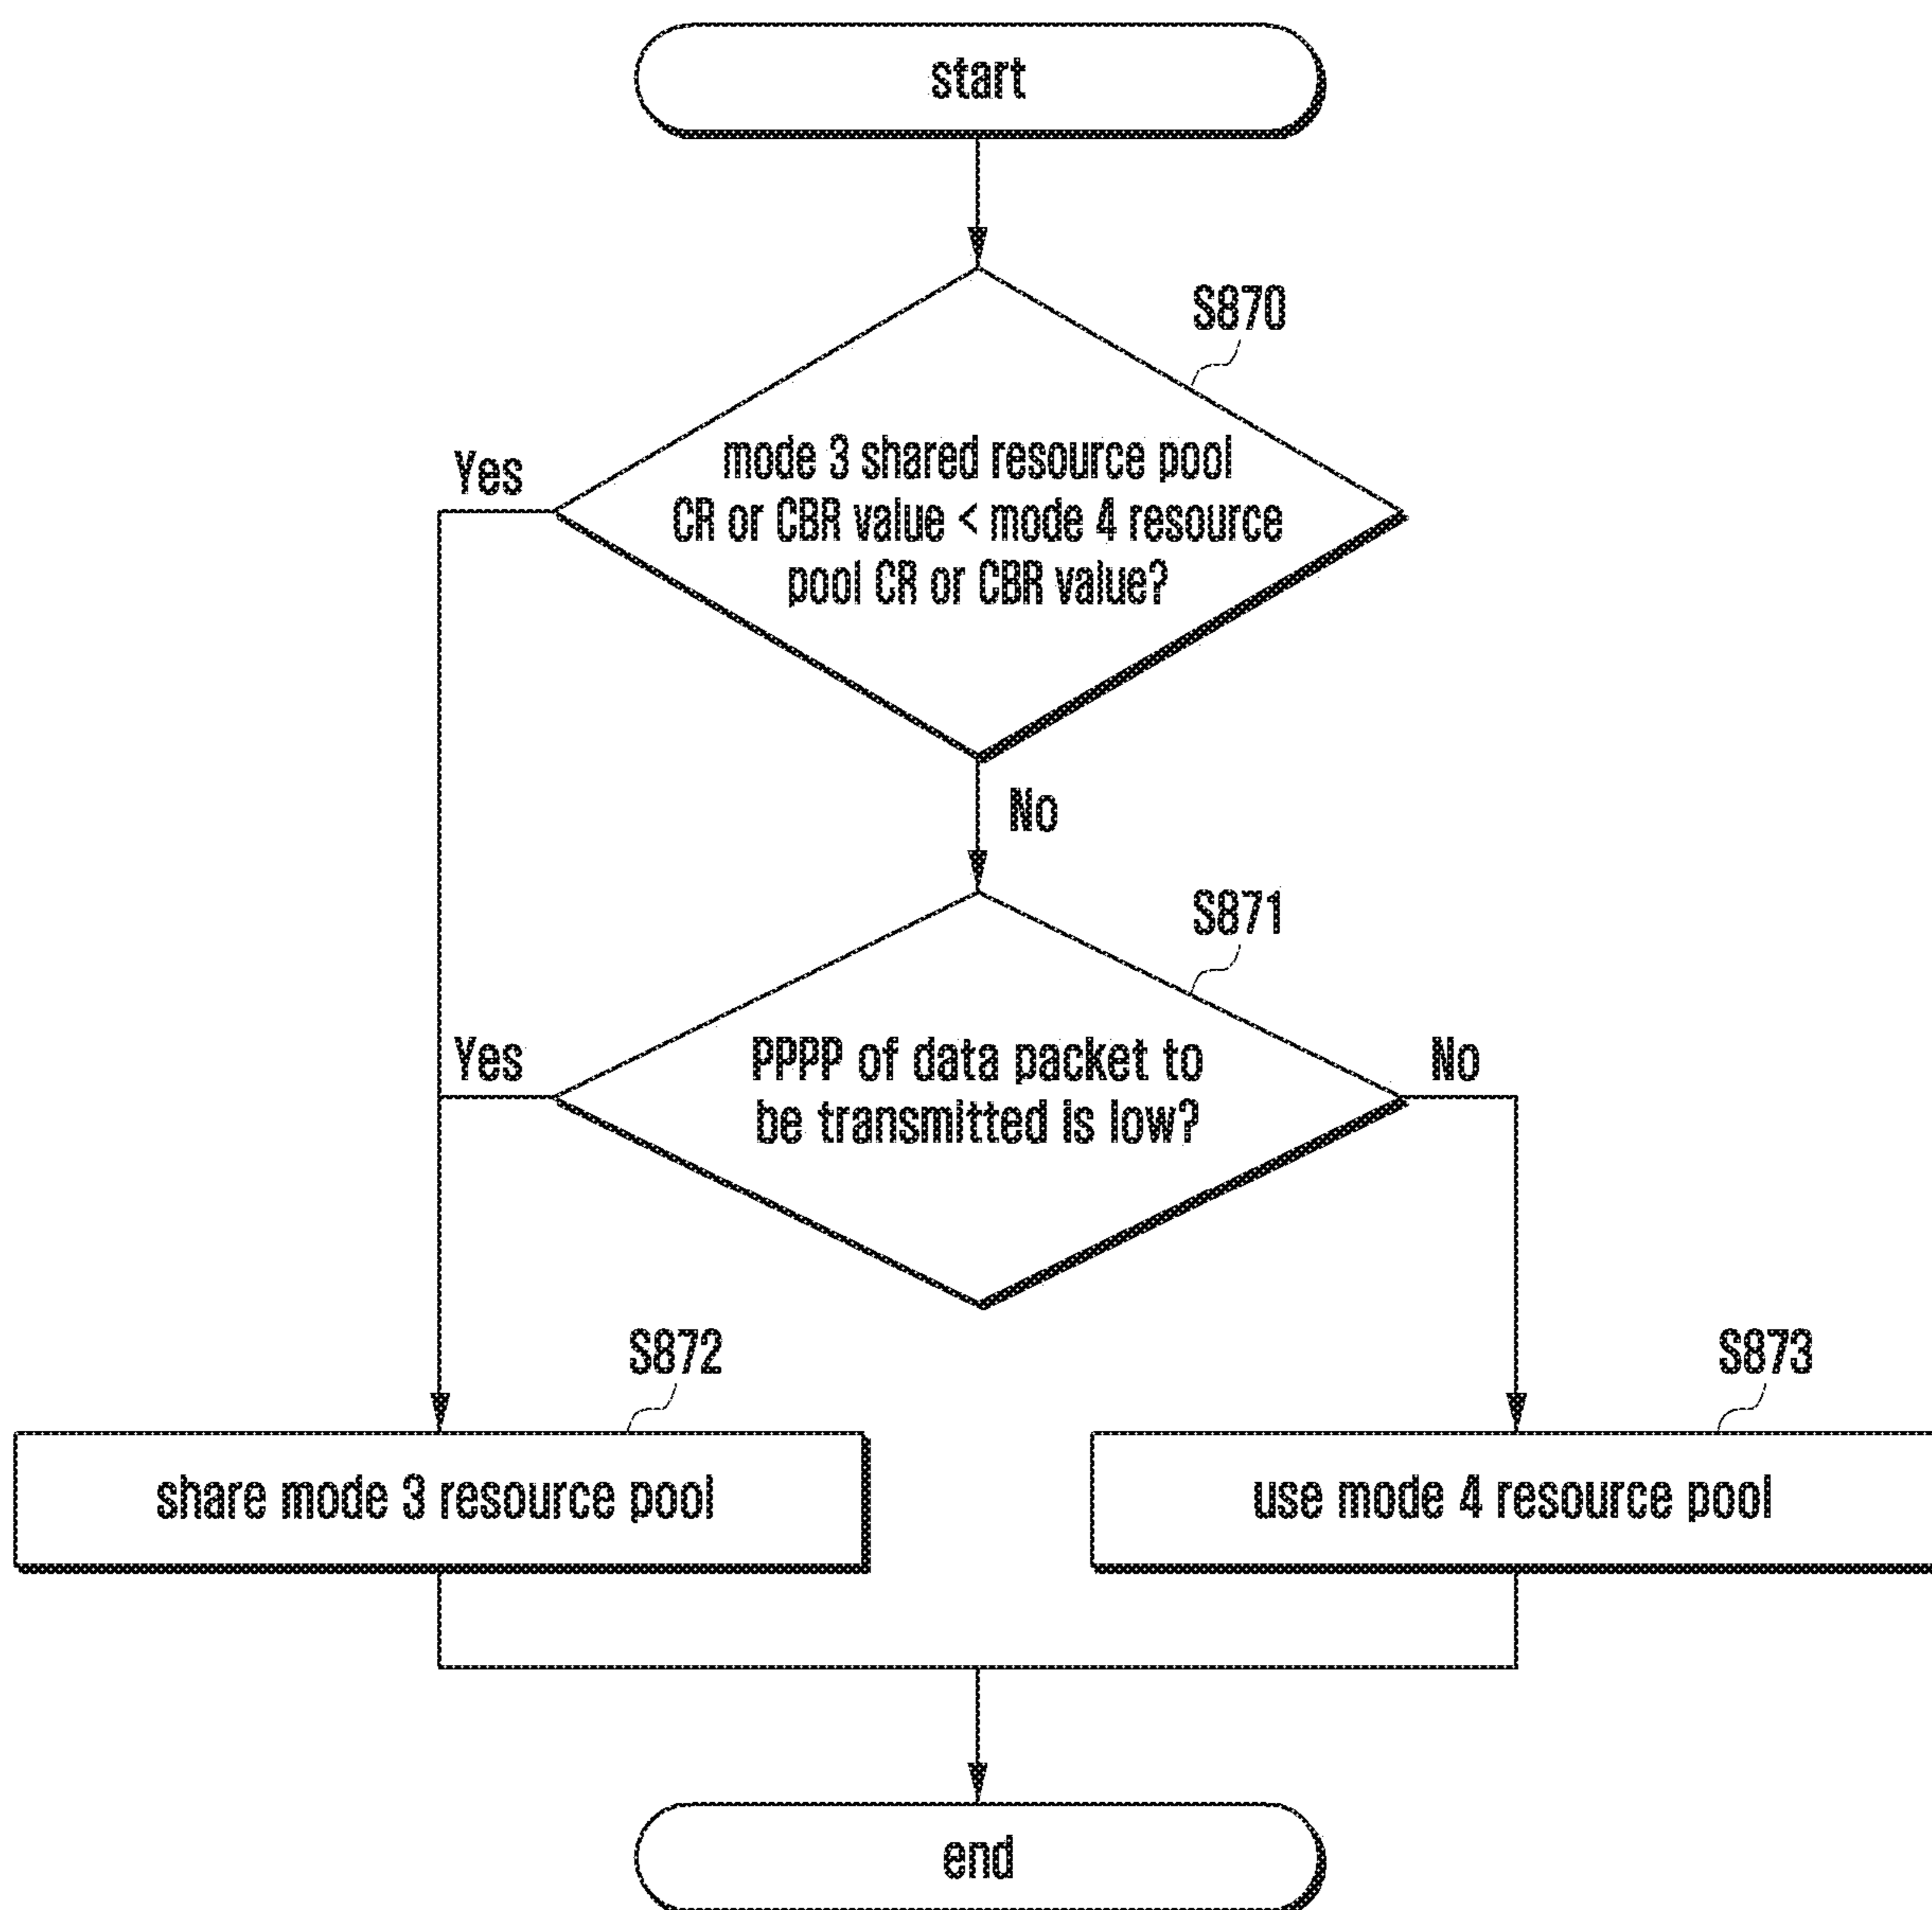 start
S870
mode 3 shared resource pool
CR or CBR value < mode 4 resource
pool CR or CBR value?
Yes
No
S871
PPPP of data packet to
be transmitted is low?
Yes
No
S872
share mode 3 resource pool
S873
use mode 4 resource pool
end